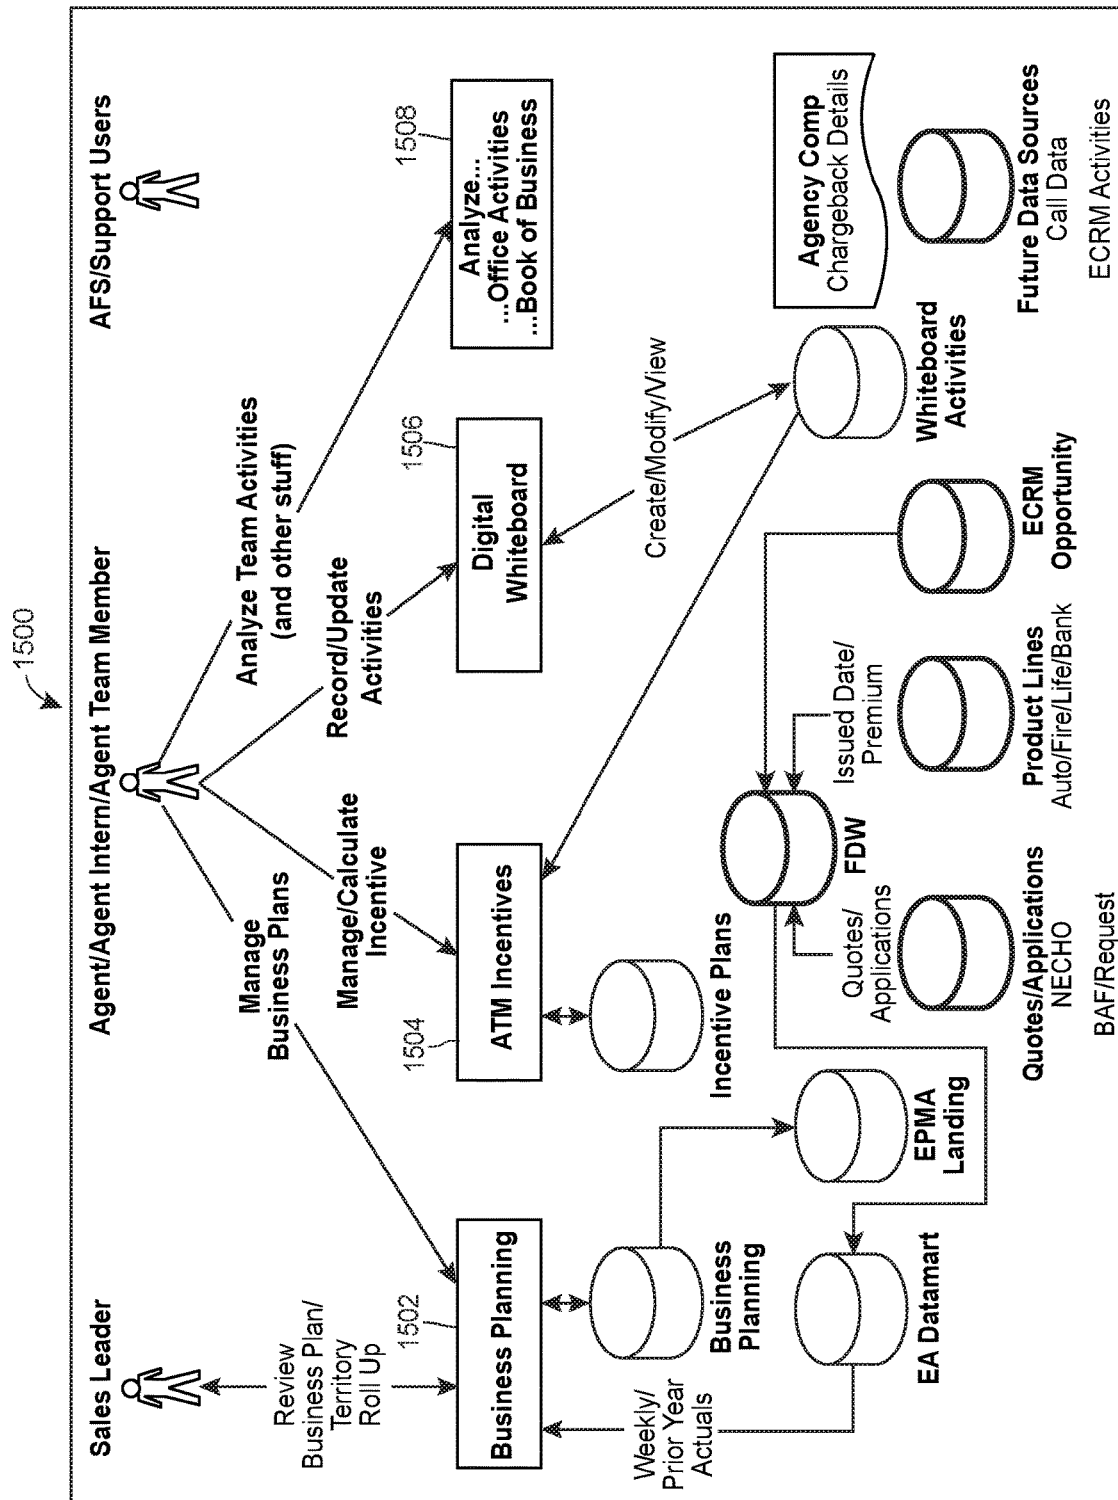 1500
Sales Leader
Agent/Agent Intern/Agent Team Member
AFS/Support Users
Review
Business Plan/
Territory
Roll Up
Manage
Business Plans
Manage/Calculate
Incentive
Record/Update
Activities
Analyze Team Activities
(and other stuff)
1502
Business Planning
1504
ATM Incentives
1506
Digital
Whiteboard
1508
Analyze...
...Office Activities
...Book of Business
Weekly/
Prior Year
Actuals
Business
Planning
Incentive Plans
Create/Modify/View
EA Datamart
EPMA
Landing
FDW
Quotes/
Applications
Issued Date/
Premium
Whiteboard
Activities
Agency Comp
Chargeback Details
Quotes/Applications
NECHO
BAF/Request
Product Lines
Auto/Fire/Life/Bank
ECRM
Opportunity
Future Data Sources
Call Data
ECRM Activities